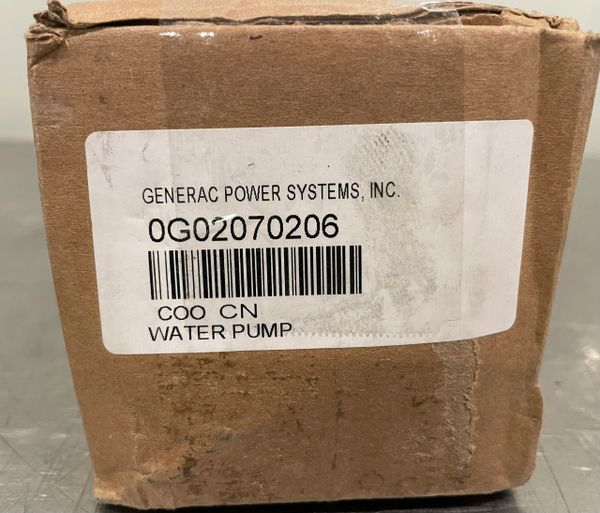 GENERAC POWER SYSTEMS, INC.
0G02070206
COO CN
WATER PUMP